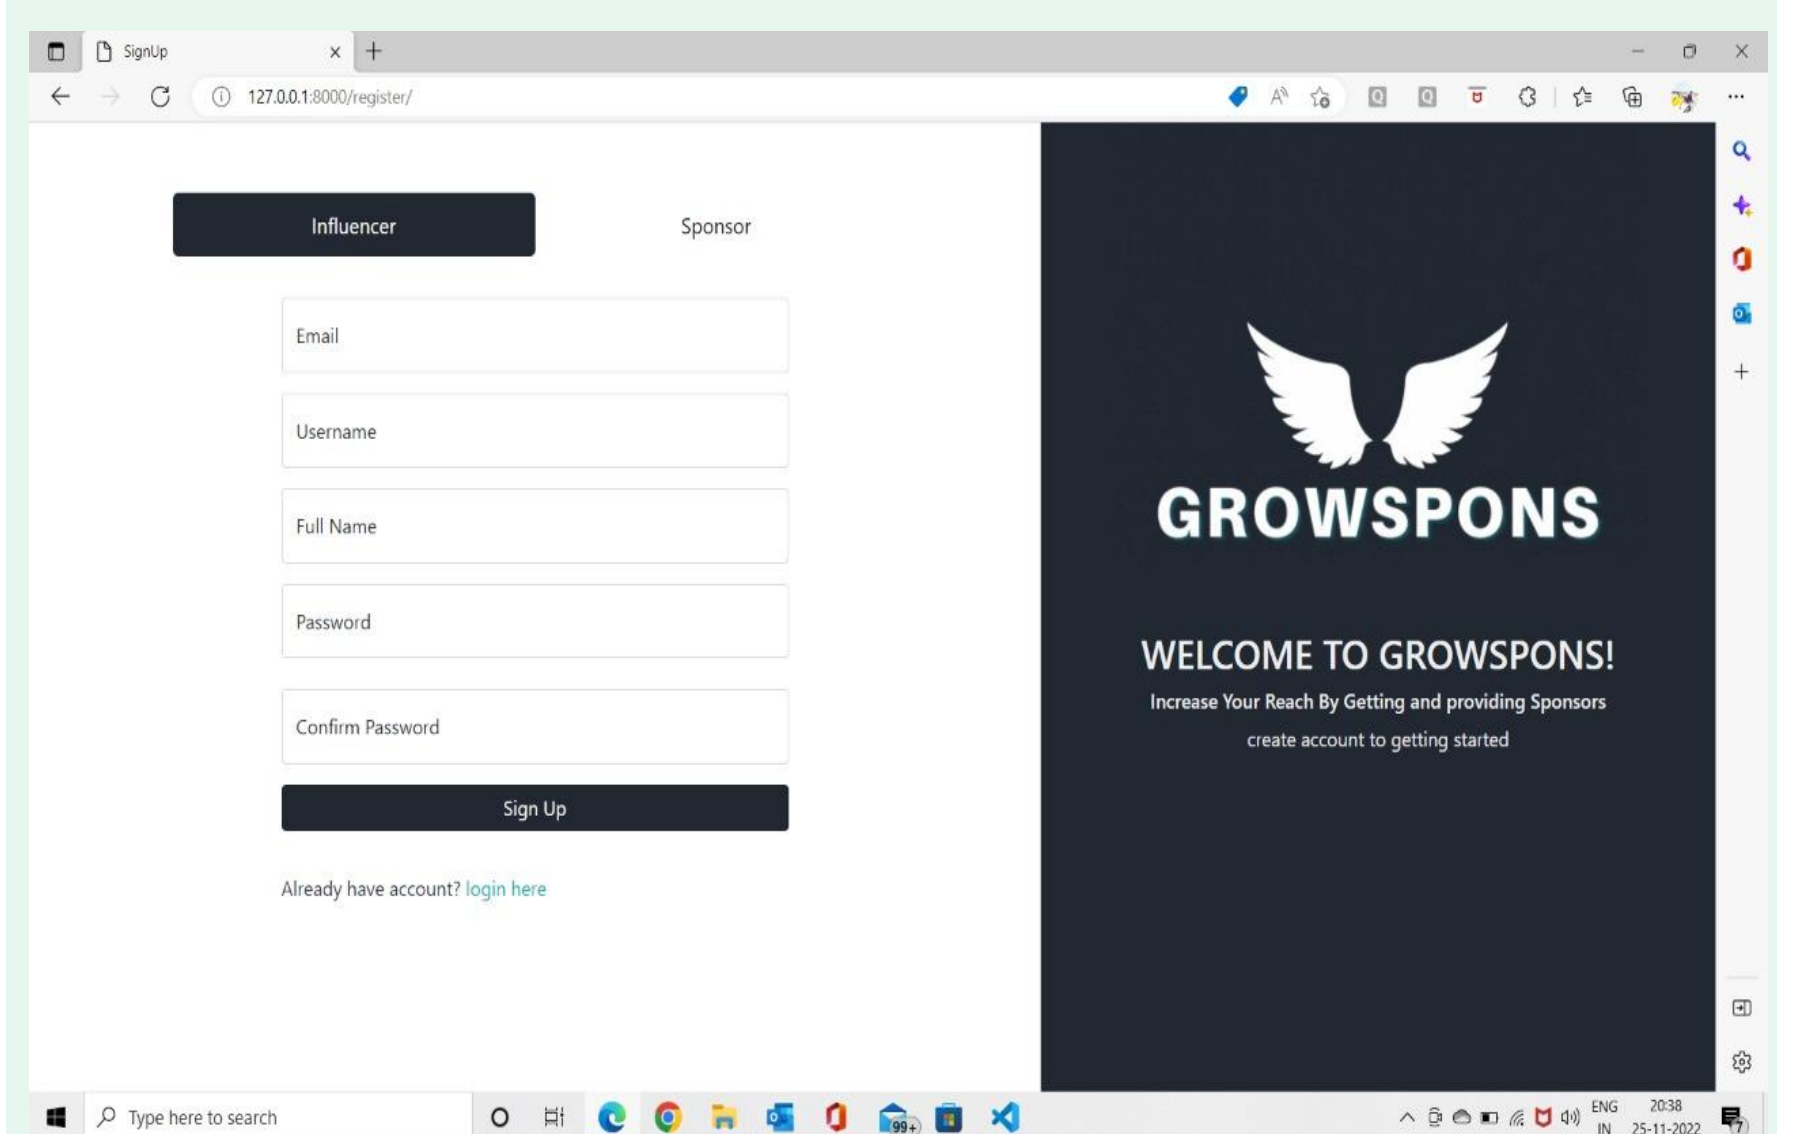 SignUp
127.0.0.1:8000/register/
Influencer
Sponsor
Email
Username
Full Name
Password
Confirm Password
Sign Up
Already have account? login here
GROWSPONS
WELCOME TO GROWSPONS!
Increase Your Reach By Getting and providing Sponsors
create account to getting started
Type here to search
99+
ENG
IN
20:38
25-11-2022
7